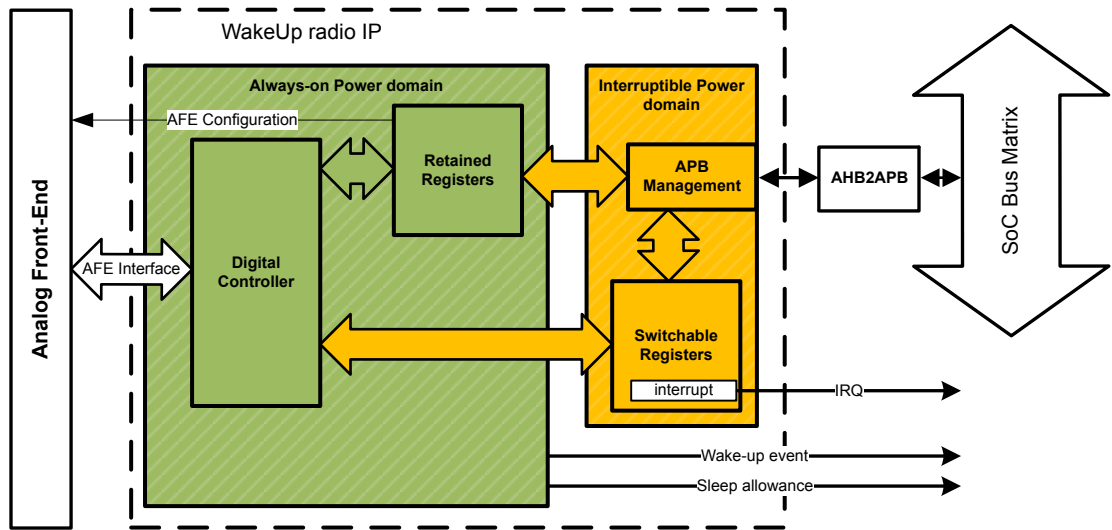 WakeUp radio IP
Analog Front-End
Always-on Power domain
AFE Configuration
Retained
Registers
AFE Interface
Digital
Controller
Interruptible Power
domain
APB
Management
Switchable
Registers
interrupt
AHB2APB
SoC Bus Matrix
IRQ
Wake-up event
Sleep allowance